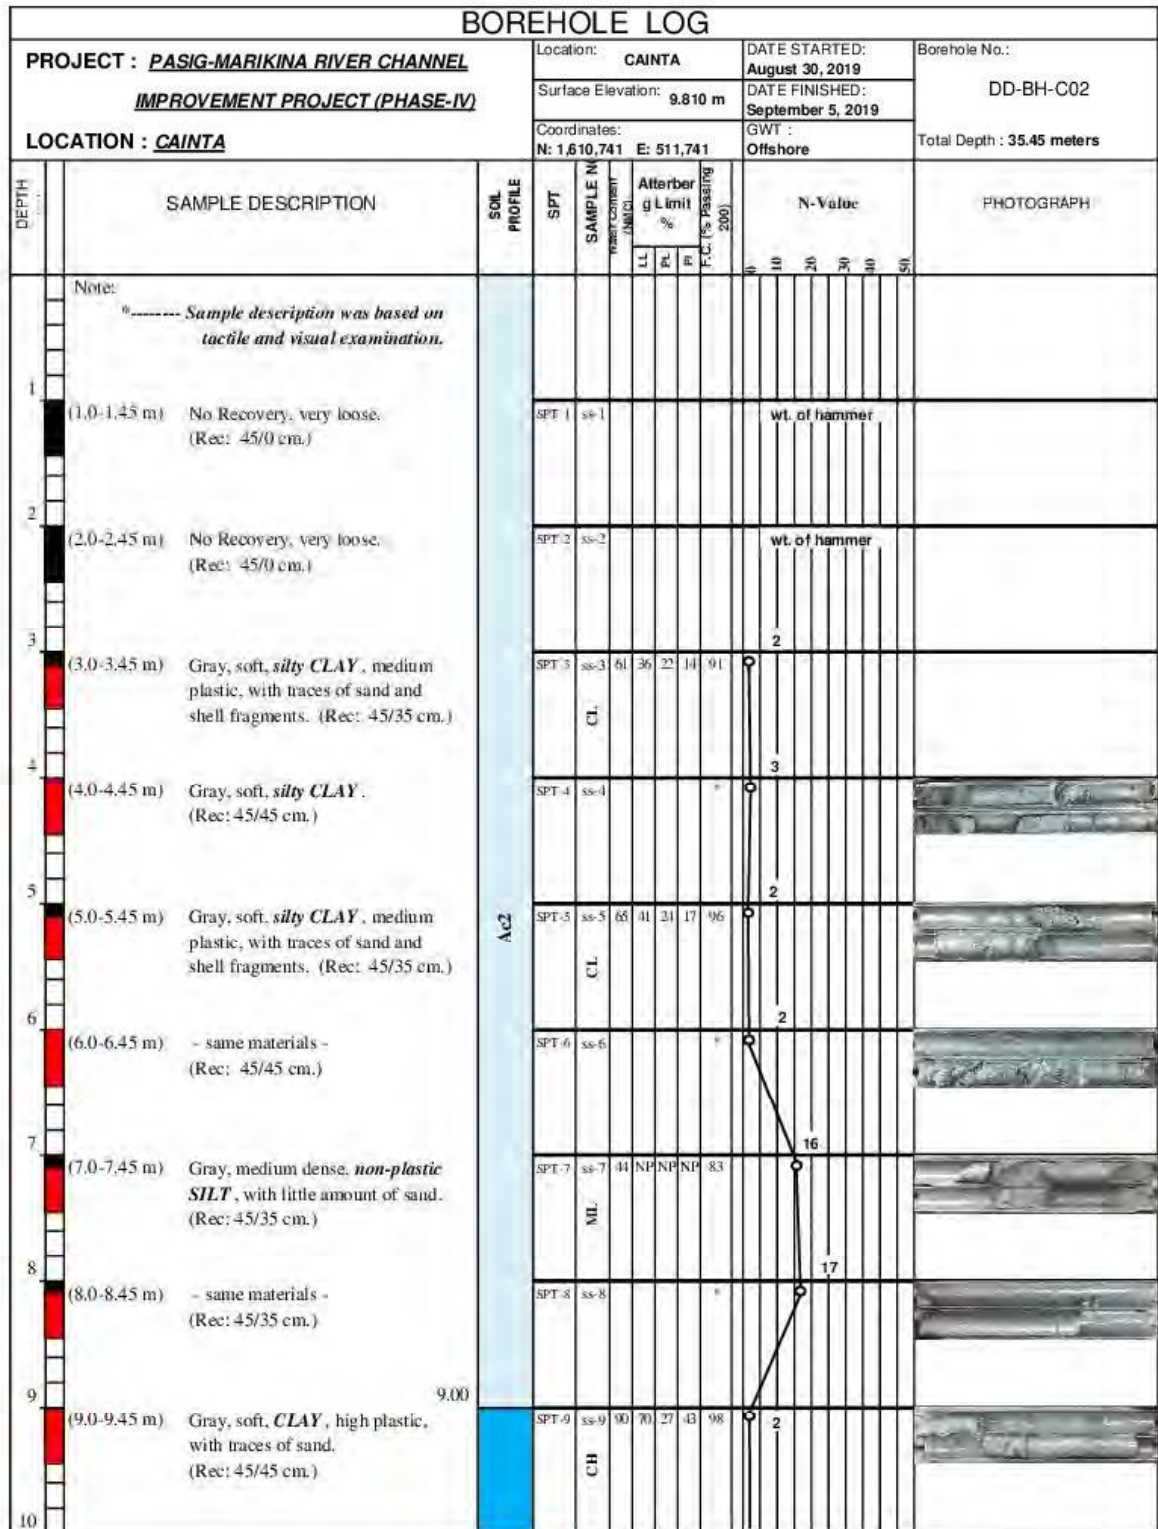 BOREHOLE LOG
PROJECT : PASIG-MARIKINA RIVER CHANNEL
IMPROVEMENT PROJECT (PHASE-IV)
LOCATION : CAINTA
Location:
CAINTA
Surface Elevation: 9.810 m
Coordinates:
N: 1,610,741 E: 511,741
DATE STARTED:
August 30, 2019
DATE FINISHED:
September 5, 2019
GWT :
Offshore
Borehole No.:
DD-BH-C02
Total Depth : 35.45 meters
DEPTH
SAMPLE DESCRIPTION
SOIL
PROFILE
SPT
SAMPLE NO
Water Content
(NMC)
Atterber
g Limit
%
LL PL PI
F.C. (% Passing
200)
N-Value
0 10 20 30 40 50
PHOTOGRAPH
Note:
*-------- Sample description was based on
tactile and visual examination.
1
(1.0-1.45 m) No Recovery, very loose. SPT-1 ss-1 wt. of hammer
(Rec: 45/0 cm.)
2
(2.0-2.45 m) No Recovery, very loose. SPT-2 ss-2 wt. of hammer
(Rec: 45/0 cm.)
3 2
(3.0-3.45 m) Gray, soft, silty CLAY, medium SPT-3 ss-3 61 36 22 14 91
plastic, with traces of sand and
shell fragments. (Rec: 45/35 cm.) CL
4 3
(4.0-4.45 m) Gray, soft, silty CLAY. SPT-4 ss-4 *
(Rec: 45/45 cm.)
5 2
(5.0-5.45 m) Gray, soft, silty CLAY, medium SPT-5 ss-5 65 41 24 17 96
plastic, with traces of sand and
shell fragments. (Rec: 45/35 cm.) CL
Ac2
6 2
(6.0-6.45 m) - same materials - SPT-6 ss-6 *
(Rec: 45/45 cm.)
7 16
(7.0-7.45 m) Gray, medium dense, non-plastic SPT-7 ss-7 44 NP NP NP 83
SILT, with little amount of sand.
(Rec: 45/35 cm.) ML
8 17
(8.0-8.45 m) - same materials - SPT-8 ss-8 *
(Rec: 45/35 cm.)
9 9.00
(9.0-9.45 m) Gray, soft, CLAY, high plastic, SPT-9 ss-9 90 70 27 43 98 2
with traces of sand.
(Rec: 45/45 cm.) CH
10